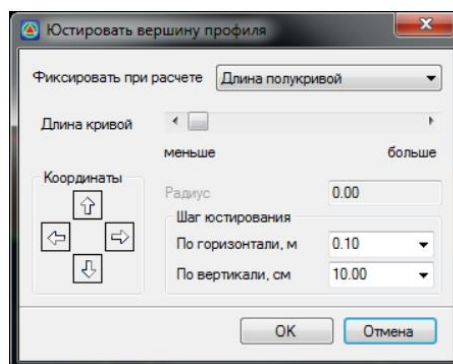 Юстировать вершину профиля
Фиксировать при расчете Длина полукривой
Длина кривой
меньше больше
Координаты
Радиус 0.00
Шаг юстирования
По горизонтали, м 0.10
По вертикали, см 10.00
OK Отмена